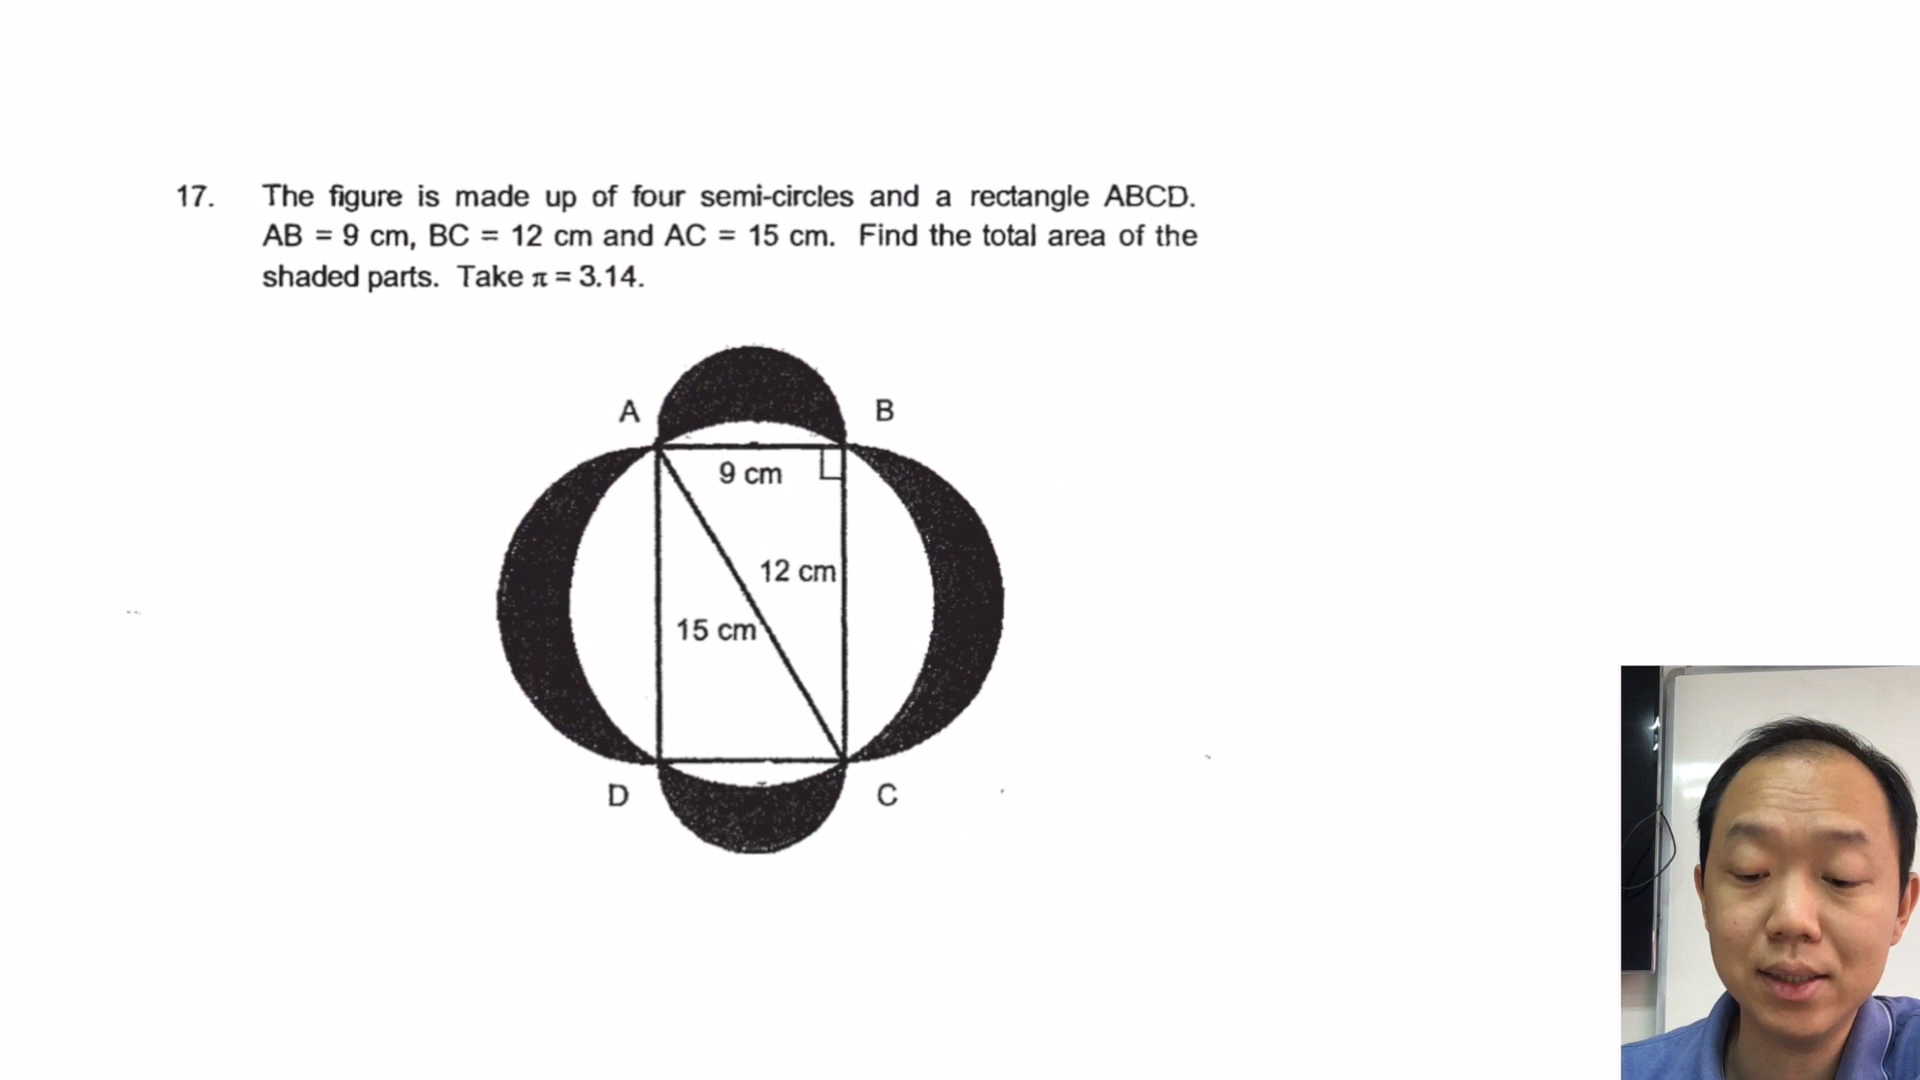 17. The figure is made up of four semi-circles and a rectangle ABCD.
AB = 9 cm, BC = 12 cm and AC = 15 cm. Find the total area of the
shaded parts. Take π = 3.14.
A
B
9 cm
12 cm
15 cm
D
C